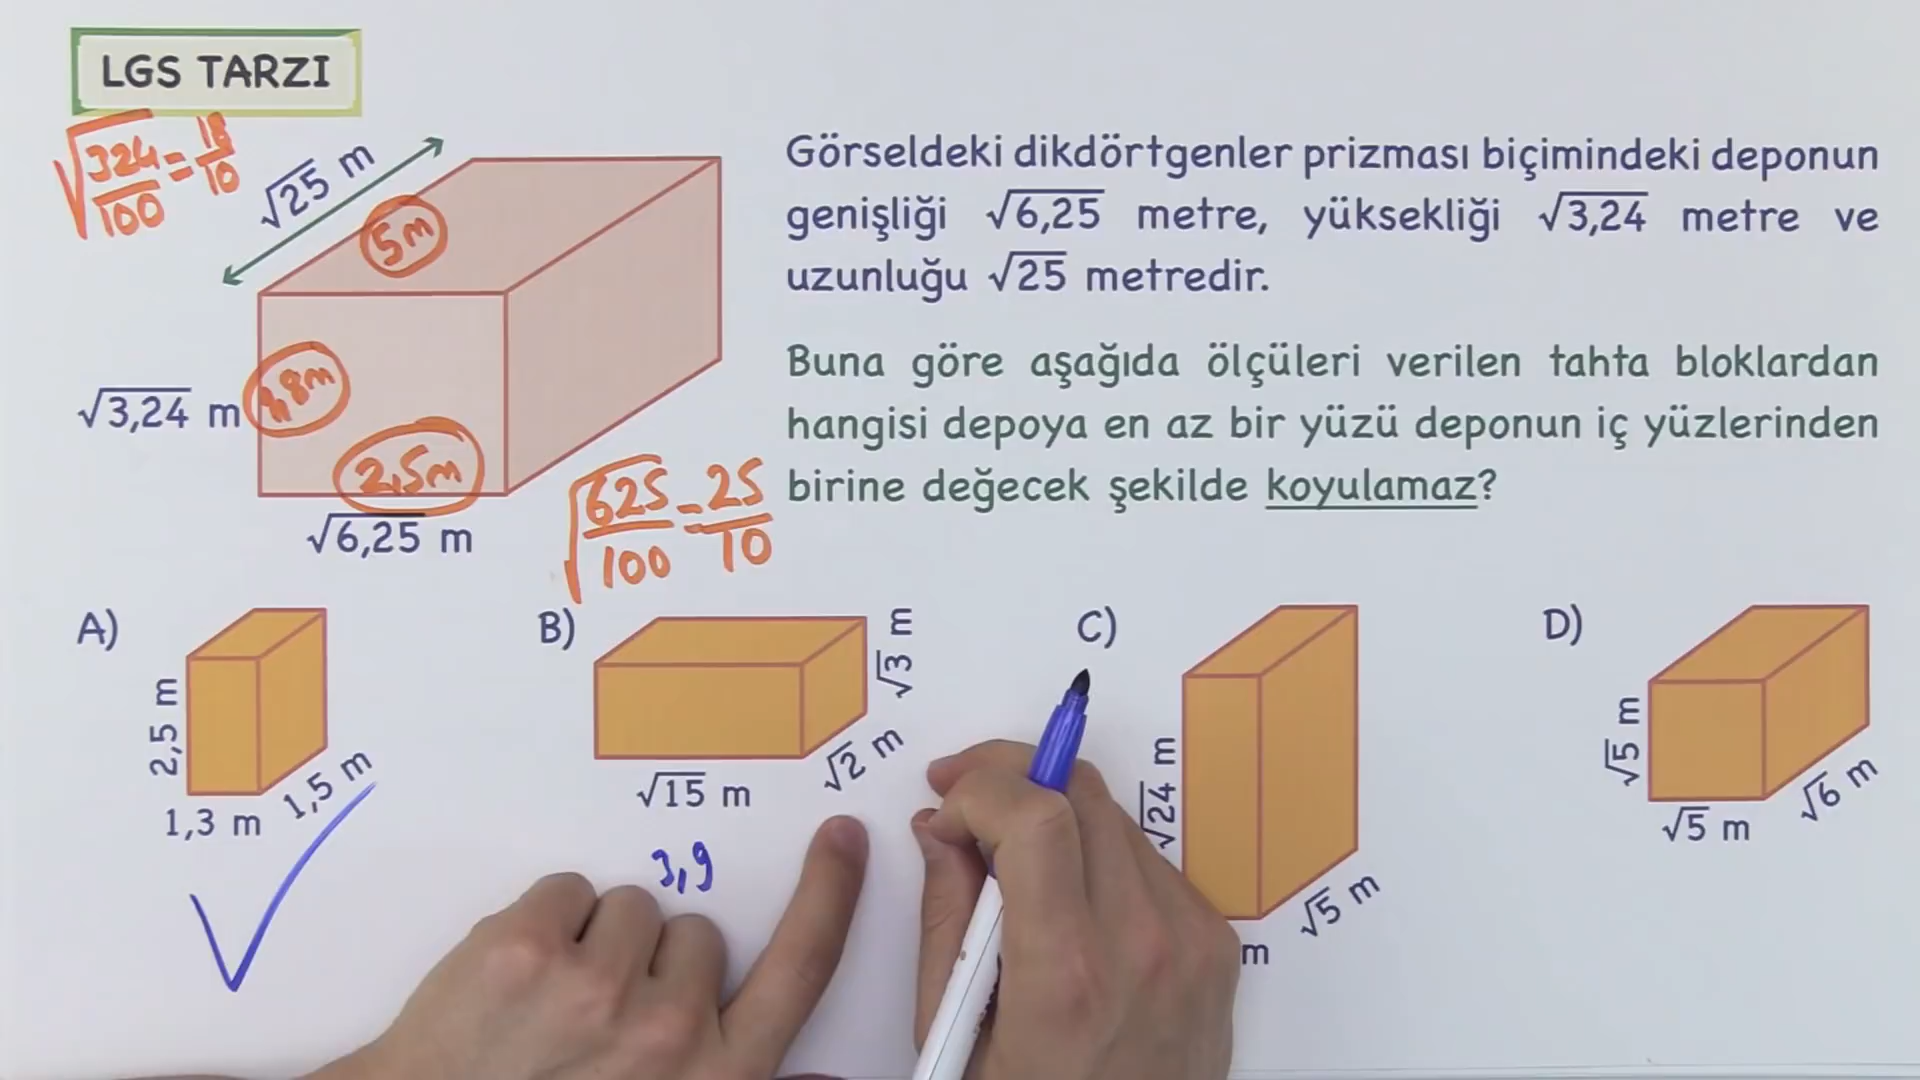 LGS TARZI
√324/100 = 18/10
√25 m
5m
√3,24 m
1,8m
2,5m
√6,25 m
√625/100 = 25/10
Görseldeki dikdörtgenler prizması biçimindeki deponun
genişliği √6,25 metre, yüksekliği √3,24 metre ve
uzunluğu √25 metredir.
Buna göre aşağıda ölçüleri verilen tahta bloklardan
hangisi depoya en az bir yüzü deponun iç yüzlerinden
birine değecek şekilde koyulamaz?
A)
2,5 m
1,3 m
1,5 m
B)
√3 m
√2 m
√15 m
3,9
C)
√24 m
√5 m
m
D)
√5 m
√5 m
√6 m